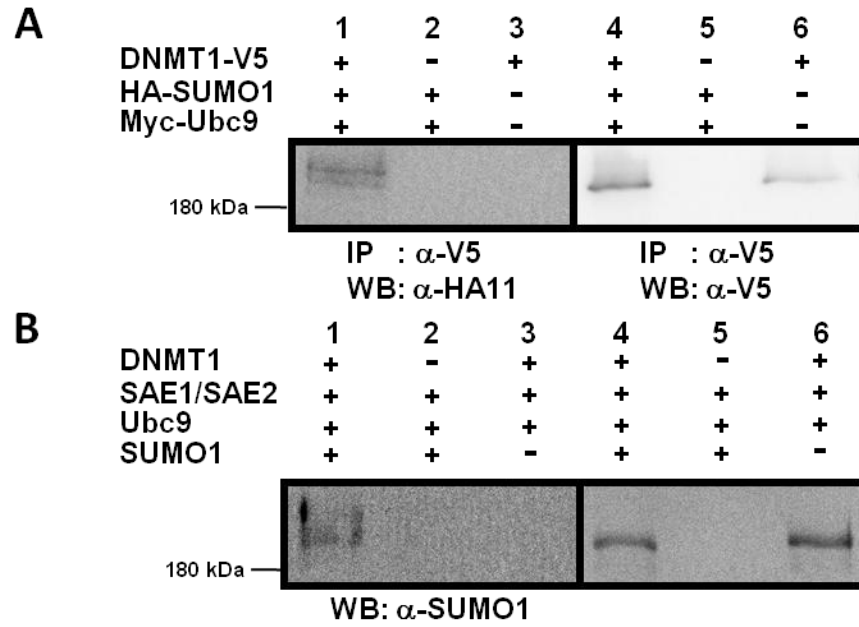 A
1 2 3 4 5 6
DNMT1-V5 + - + + - +
HA-SUMO1 + + - + + -
Myc-Ubc9 + + - + + -
180 kDa
IP : α-V5 IP : α-V5
WB: α-HA11 WB: α-V5
B
1 2 3 4 5 6
DNMT1 + - + + - +
SAE1/SAE2 + + + + + +
Ubc9 + + + + + +
SUMO1 + + - + + -
180 kDa
WB: α-SUMO1